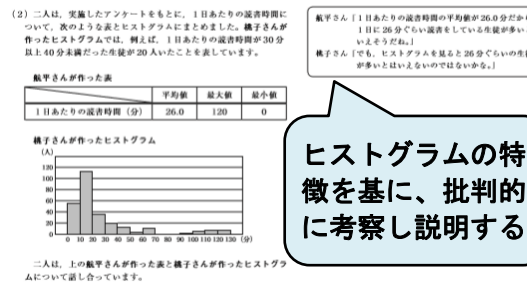 (2) 二人は、実施したアンケートをもとに、1日あたりの読書時間に
ついて、次のような表とヒストグラムにまとめました。桃子さんが
作ったヒストグラムでは、例えば、1日あたりの読書時間が30分
以上40分未満だった生徒が20人いたことを表しています。
航平さんが作った表
平均値 最大値 最小値
1日あたりの読書時間(分) 26.0 120 0
桃子さんが作ったヒストグラム
(人)
120
100
80
60
40
20
0
0 10 20 30 40 50 60 70 80 90 100 110 120 130 (分)
二人は、上の航平さんが作った表と桃子さんが作ったヒストグラ
ムについて話し合っています。
航平さん「1日あたりの読書時間の平均値が26.0分だから
1日に26分ぐらい読書をしている生徒が多いと
いえそうだね。」
桃子さん「でも、ヒストグラムを見ると26分ぐらいの生徒
が多いとはいえないのではないかな。」
ヒストグラムの特
徴を基に、批判的
に考察し説明する